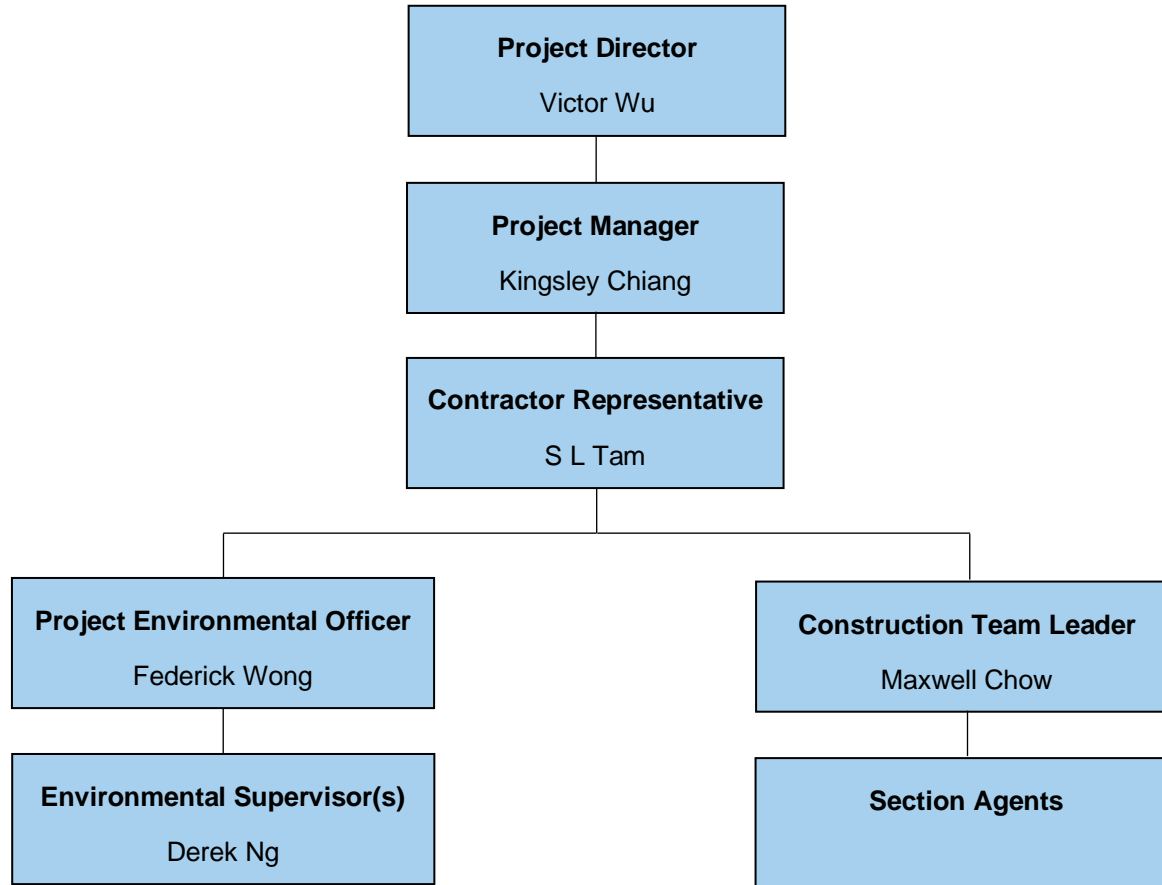 Project Director
Victor Wu
Project Manager
Kingsley Chiang
Contractor Representative
S L Tam
Project Environmental Officer
Federick Wong
Construction Team Leader
Maxwell Chow
Environmental Supervisor(s)
Derek Ng
Section Agents